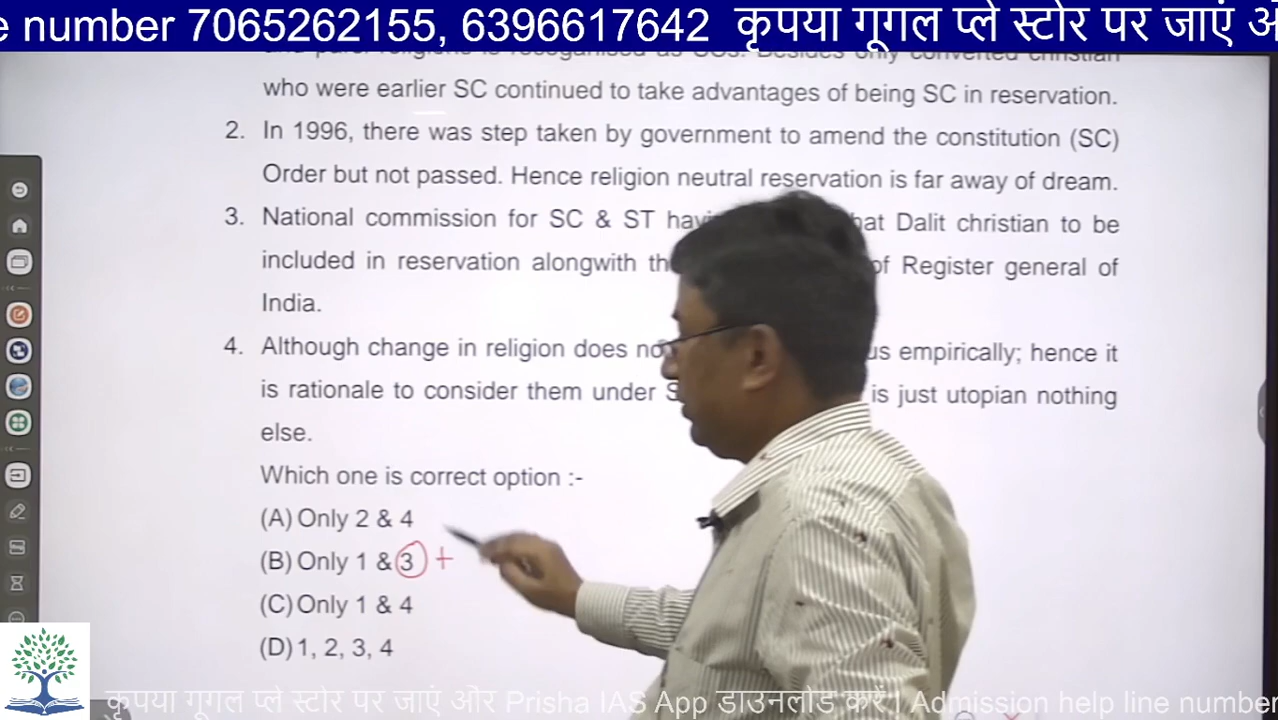 e number 7065262155, 6396617642 कृपया गूगल प्ले स्टोर पर जाएं अ
who were earlier SC continued to take advantages of being SC in reservation.
2. In 1996, there was step taken by government to amend the constitution (SC)
Order but not passed. Hence religion neutral reservation is far away of dream.
3. National commission for SC & ST hat Dalit christian to be
included in reservation alongwith of Register general of
India.
4. Although change in religion does us empirically; hence it
is rationale to consider them under is just utopian nothing
else.
Which one is correct option :-
(A) Only 2 & 4
(B) Only 1 & 3 +
(C) Only 1 & 4
(D) 1, 2, 3, 4
कृपया गूगल प्ले स्टोर पर जाएं ओर Prisha IAS App डाउनलोड करें | Admission help line number